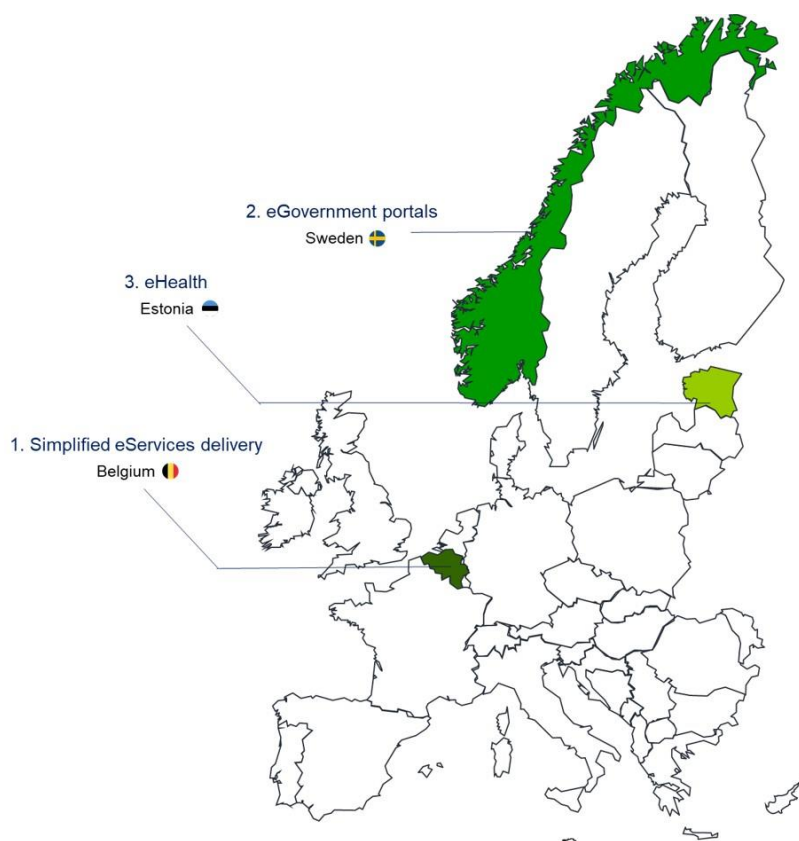 2. eGovernment portals
Sweden
3. eHealth
Estonia
1. Simplified eServices delivery
Belgium